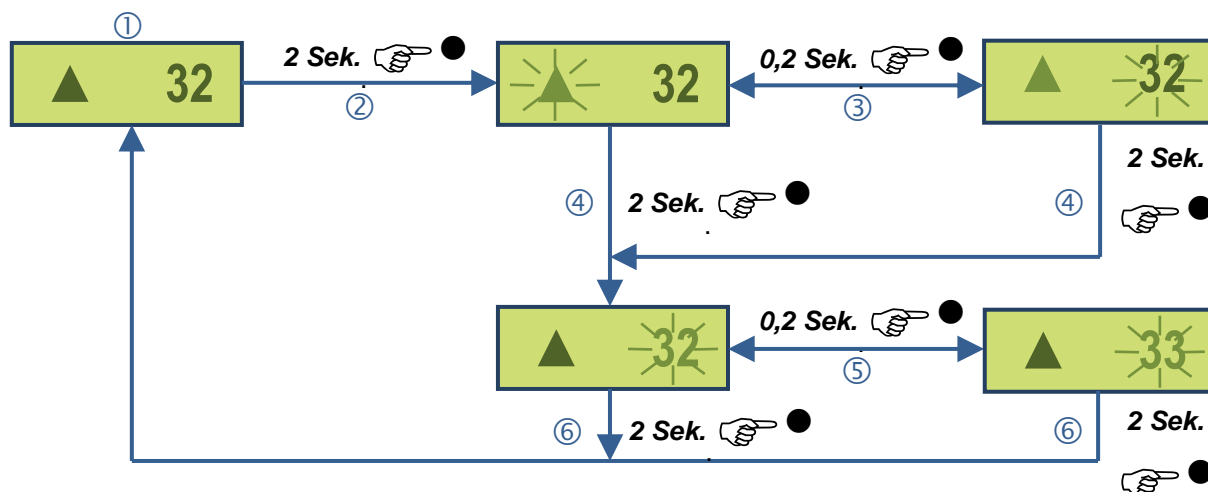 ①
32
2 Sek.
②
32
0,2 Sek.
③
32
④
2 Sek.
④
2 Sek.
32
0,2 Sek.
⑤
33
⑥
2 Sek.
⑥
2 Sek.